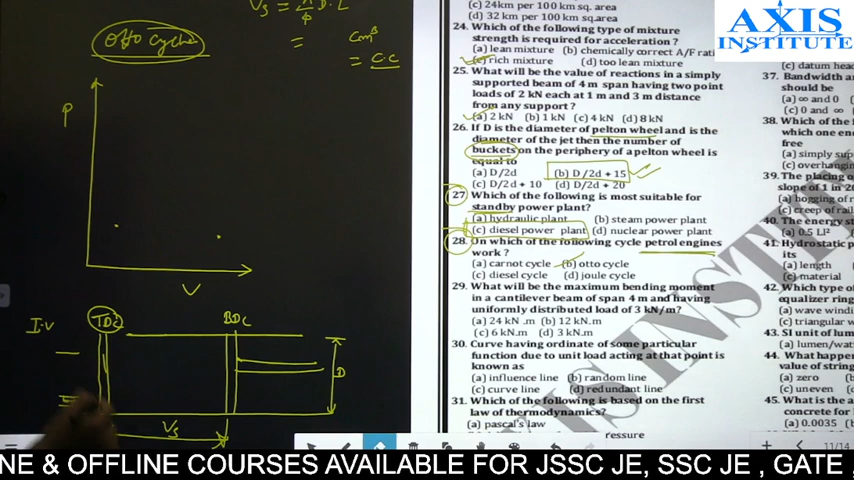 Vs = π/4 D². L
= cm³
= C.C
Otto Cycle
P
V
I.V
TDC
BDC
D
Vs
(c) 24km per 100 km sq. area
(d) 32 km per 100 km sq.area
24. Which of the following type of mixture
strength is required for acceleration ?
(a) lean mixture (b) chemically correct A/F rati
(c) rich mixture (d) too lean mixture
25. What will be the value of reactions in a simply
supported beam of 4 m span having two point
loads of 2 kN each at 1 m and 3 m distance
from any support ?
(a) 2 kN (b) 1 kN (c) 4 kN (d) 8 kN
26. If D is the diameter of pelton wheel and is the
diameter of the jet then the number of
buckets on the periphery of a pelton wheel is
equal to
(a) D/2d (b) D/2d + 15
(c) D/2d + 10 (d) D/2d + 20
27 Which of the following is most suitable for
standby power plant?
(a) hydraulic plant (b) steam power plant
(c) diesel power plant (d) nuclear power plant
28. On which of the following cycle petrol engines
work ?
(a) carnot cycle (b) otto cycle
(c) diesel cycle (d) joule cycle
29. What will be the maximum bending moment
in a cantilever beam of span 4 m and having
uniformly distributed load of 3 kN/m?
(a) 24 kN .m (b) 12 kN.m
(c) 6 kN.m (d) 3 kN.m
30. Curve having ordinate of some particular
function due to unit load acting at that point is
known as
(a) influence line (b) random line
(c) curve line (d) redundant line
31. Which of the following is based on the first
law of thermodynamics?
(a) pascal's law
ressure
AXIS
INSTITUTE
(c) datum hea
37. Bandwidth a
should be
(a) ∞ and 0
(c) 0 and ∞
38. Which of the
which one en
free
(a) simply sup
(c) overhangin
39. The placing o
slope of 1 in 2
(a) hogging of r
(c) creep of rail
40. The energy s
(a) 0.5 LI²
41. Hydrostatic p
its
(a) length
(c) material
42. Which type o
equalizer ring
(a) wave windi
(c) triangular w
43. SI unit of lum
(a) lumen/wat
44. What happen
value of string
(a) zero (b)
(c) uneven (d)
45. What is the a
concrete for
(a) 0.0035 (b)
AXIS INSTITUTE
11/14
NE & OFFLINE COURSES AVAILABLE FOR JSSC JE, SSC JE , GATE ,